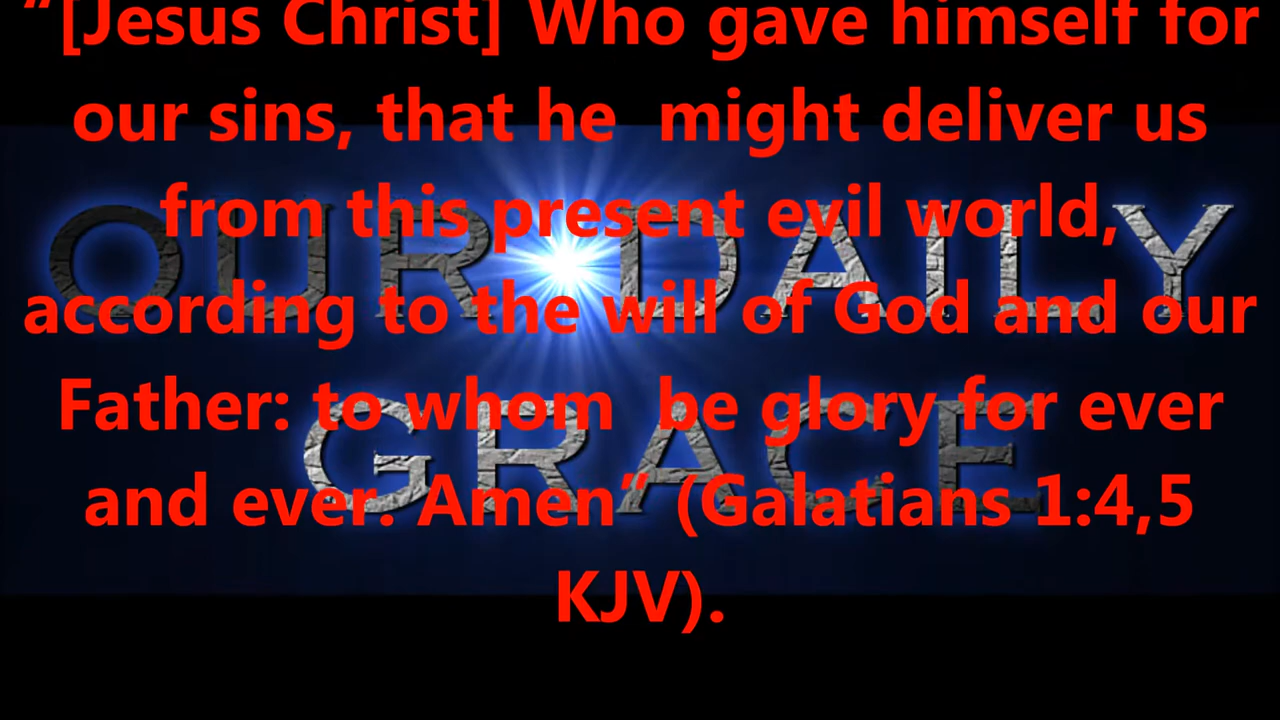 “[Jesus Christ] Who gave himself for
our sins, that he  might deliver us
from this present evil world,
OUR DAILY
according to the will of God and our
Father: to whom  be glory for ever
GRACE
and ever. Amen”  (Galatians 1:4,5
KJV).